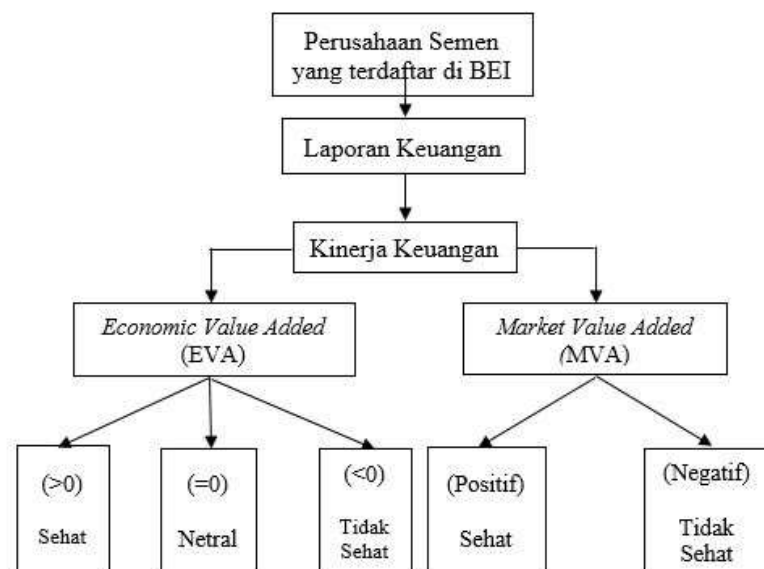 Perusahaan Semen
yang terdaftar di BEI
Laporan Keuangan
Kinerja Keuangan
Economic Value Added
(EVA)
Market Value Added
(MVA)
(>0)
Sehat
(=0)
Netral
(<0)
Tidak
Sehat
(Positif)
Sehat
(Negatif)
Tidak
Sehat